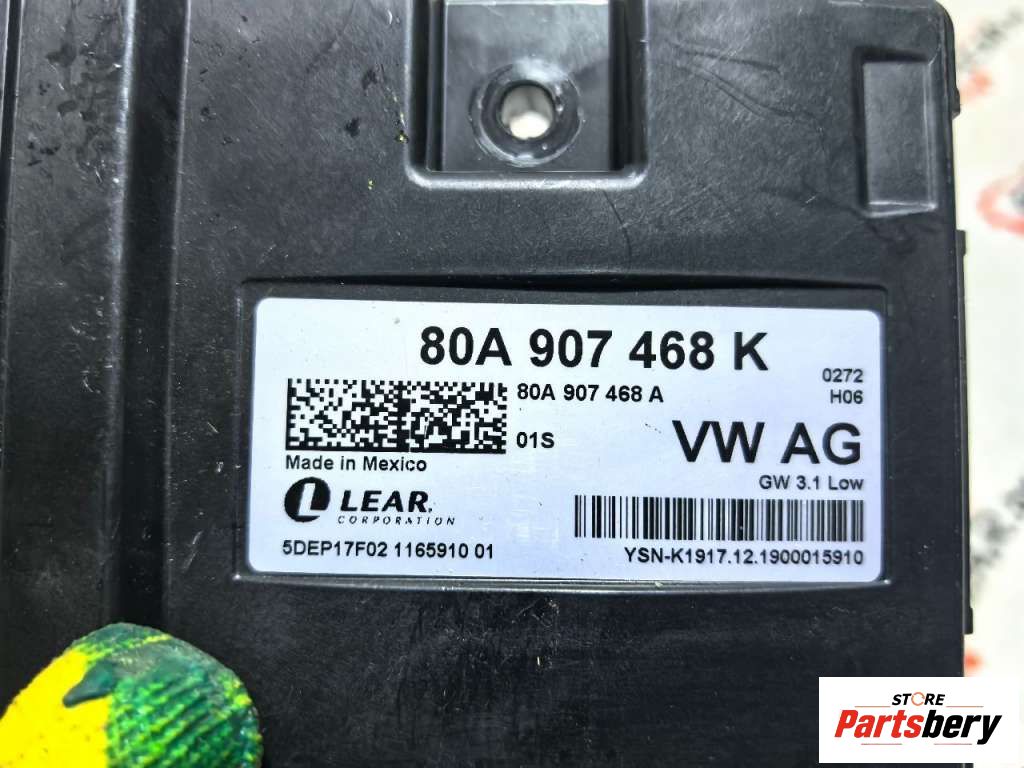 80A 907 468 K
80A 907 468 A
0272
H06
01S
VW AG
Made in Mexico
GW 3.1 Low
LEAR
CORPORATION
5DEP17F02 1165910 01
YSN-K1917.12.1900015910
STORE
Partsbery